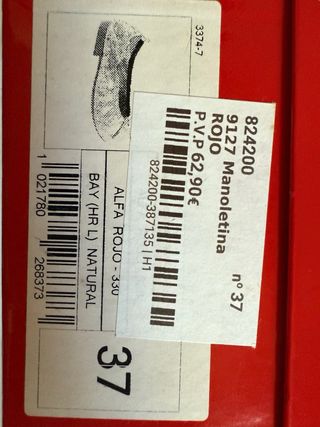 824200
9127 Manoletina
ROJO nº 37
P.V.P 62,90€
824200-387135 | H1
3374-7
ALFA ROJO - 330
BAY (HR L) NATURAL
37
1 021780 268373